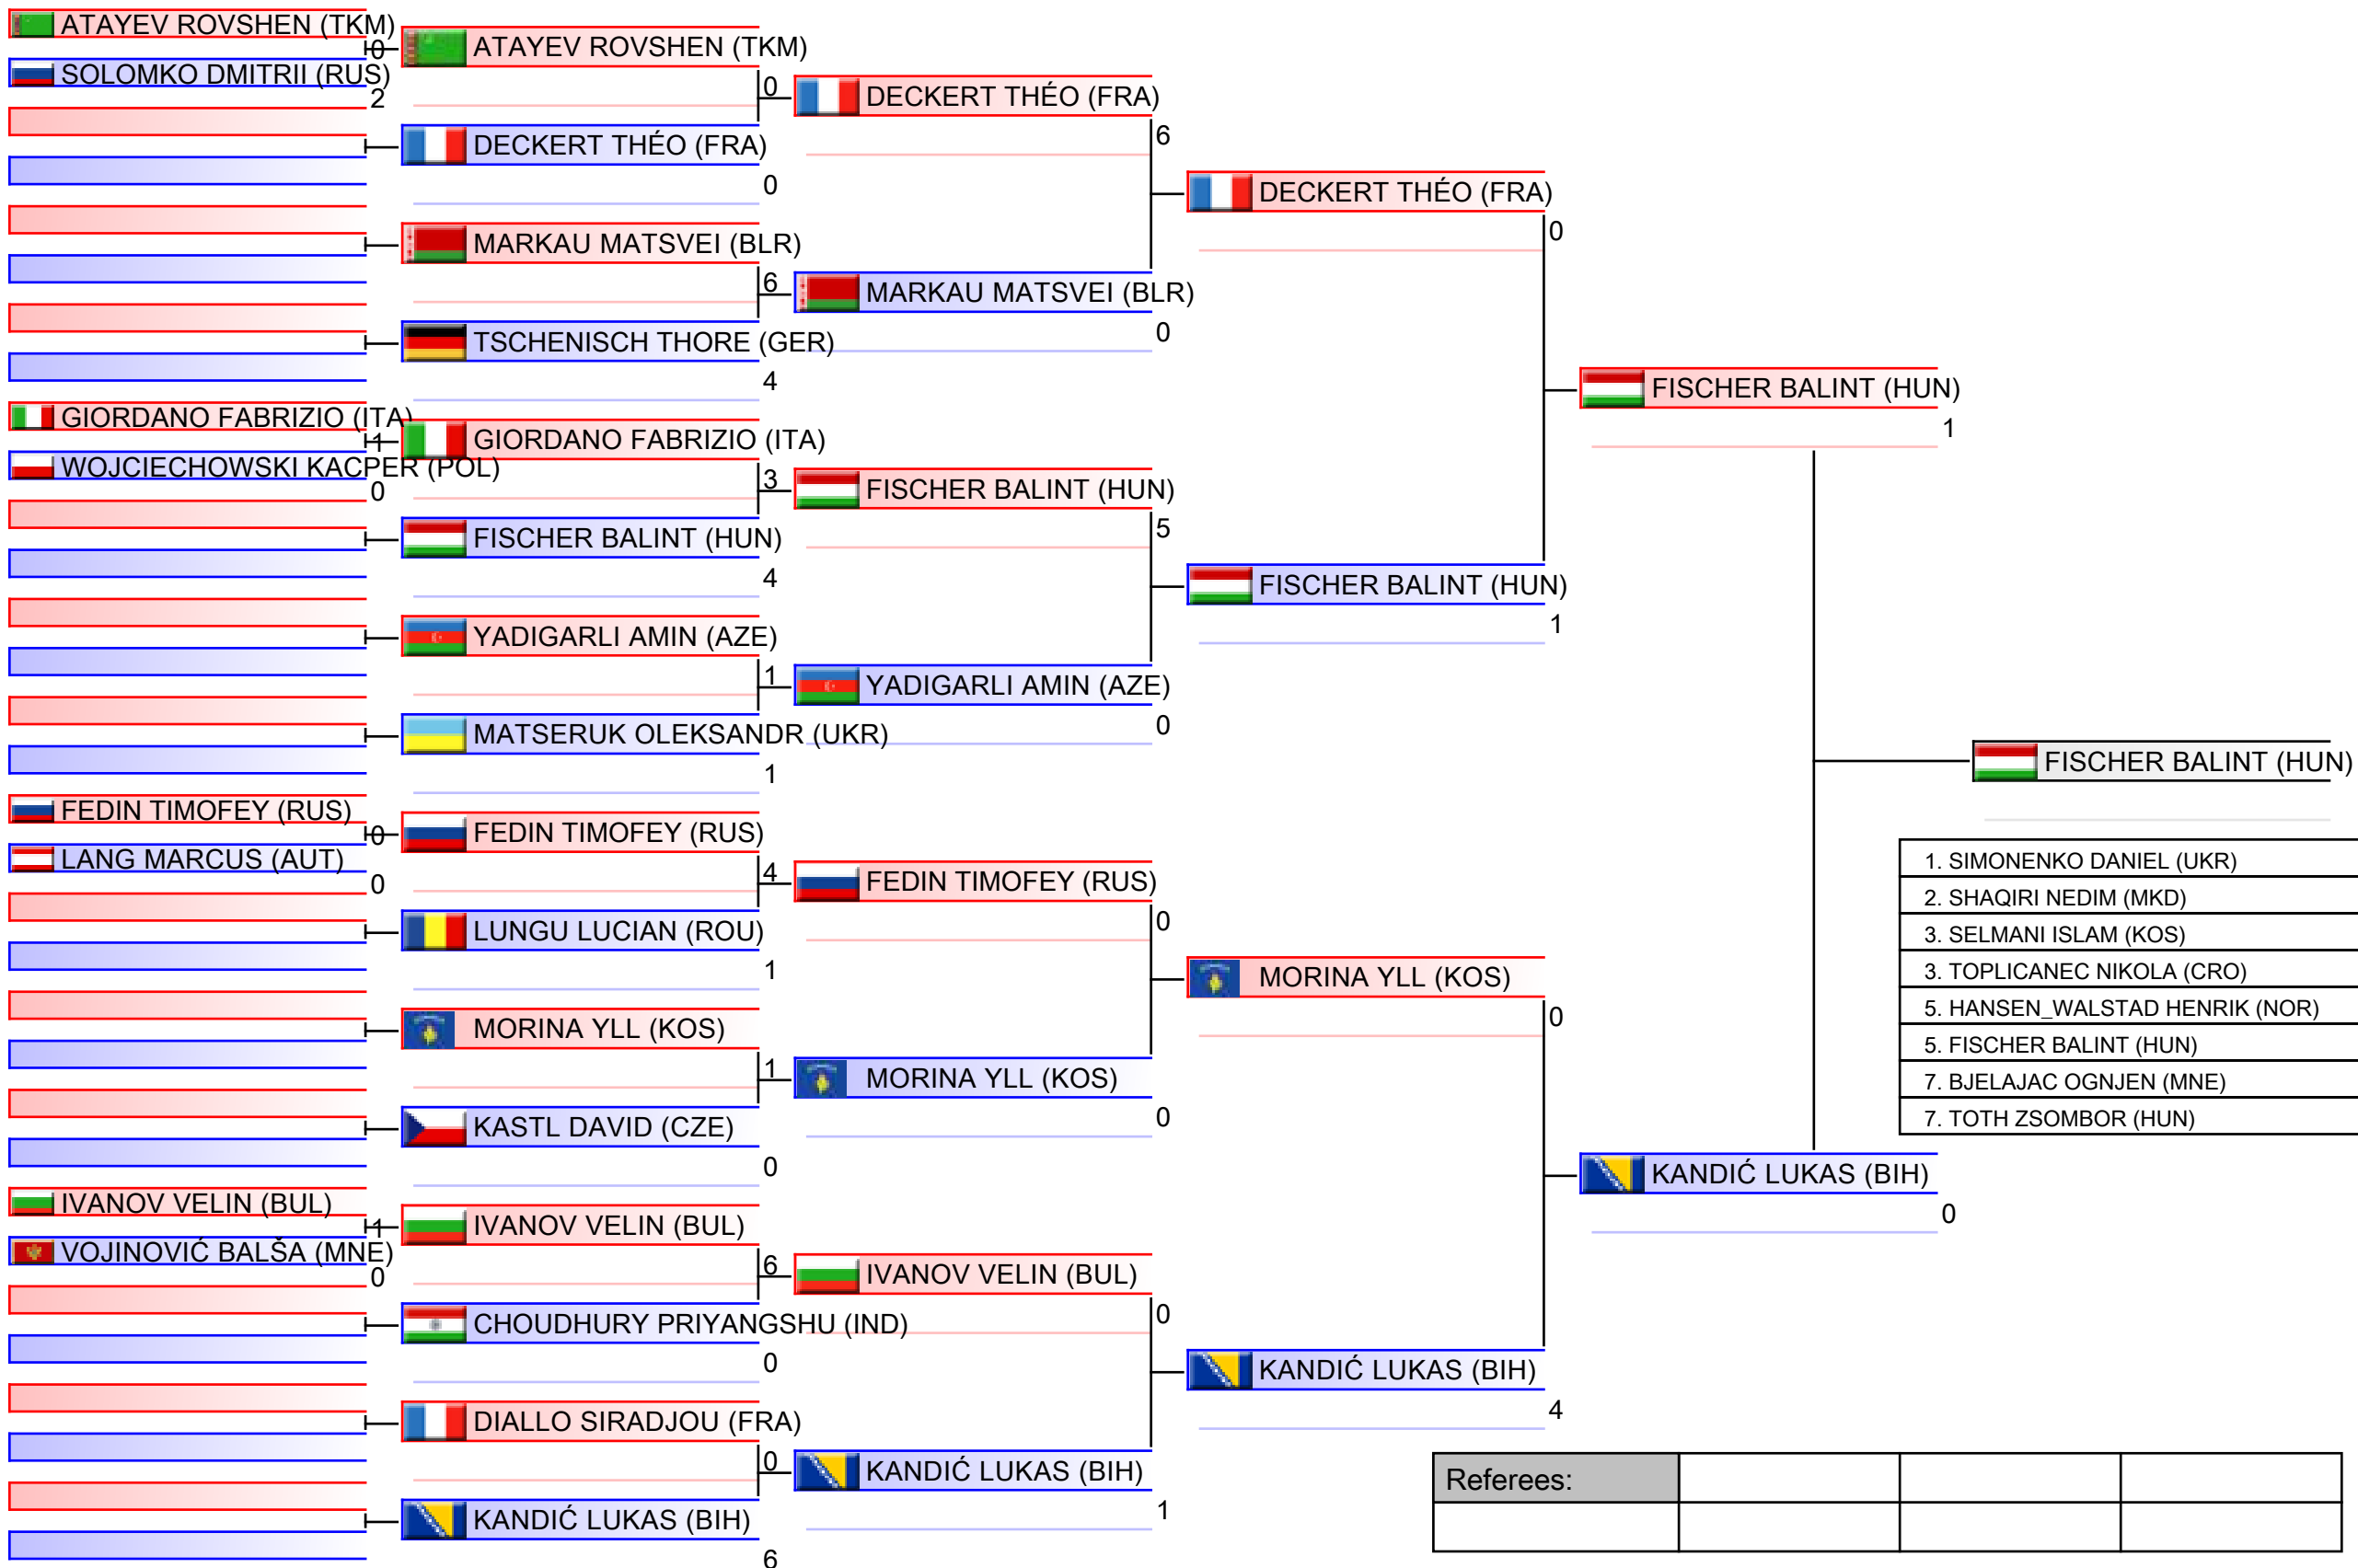 ATAYEV ROVSHEN (TKM)
0
SOLOMKO DMITRII (RUS)
2
GIORDANO FABRIZIO (ITA)
1
WOJCIECHOWSKI KACPER (POL)
0
FEDIN TIMOFEY (RUS)
0
LANG MARCUS (AUT)
0
IVANOV VELIN (BUL)
1
VOJINOVIĆ BALŠA (MNE)
0
ATAYEV ROVSHEN (TKM)
0
DECKERT THÉO (FRA)
0
MARKAU MATSVEI (BLR)
6
TSCHENISCH THORE (GER)
4
GIORDANO FABRIZIO (ITA)
3
FISCHER BALINT (HUN)
4
YADIGARLI AMIN (AZE)
1
MATSERUK OLEKSANDR (UKR)
1
FEDIN TIMOFEY (RUS)
4
LUNGU LUCIAN (ROU)
1
MORINA YLL (KOS)
1
KASTL DAVID (CZE)
0
IVANOV VELIN (BUL)
6
CHOUDHURY PRIYANGSHU (IND)
0
DIALLO SIRADJOU (FRA)
0
KANDIĆ LUKAS (BIH)
6
DECKERT THÉO (FRA)
6
MARKAU MATSVEI (BLR)
0
FISCHER BALINT (HUN)
5
YADIGARLI AMIN (AZE)
0
FEDIN TIMOFEY (RUS)
0
MORINA YLL (KOS)
0
IVANOV VELIN (BUL)
0
KANDIĆ LUKAS (BIH)
1
DECKERT THÉO (FRA)
0
FISCHER BALINT (HUN)
1
MORINA YLL (KOS)
0
KANDIĆ LUKAS (BIH)
4
FISCHER BALINT (HUN)
1
KANDIĆ LUKAS (BIH)
0
FISCHER BALINT (HUN)
1. SIMONENKO DANIEL (UKR)
2. SHAQIRI NEDIM (MKD)
3. SELMANI ISLAM (KOS)
3. TOPLICANEC NIKOLA (CRO)
5. HANSEN_WALSTAD HENRIK (NOR)
5. FISCHER BALINT (HUN)
7. BJELAJAC OGNJEN (MNE)
7. TOTH ZSOMBOR (HUN)
Referees: